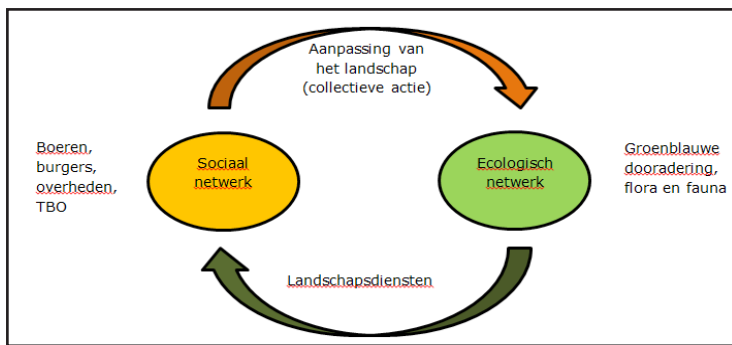 Aanpassing van
het landschap
(collectieve actie)
Boeren,
burgers,
overheden,
TBO
Sociaal
netwerk
Ecologisch
netwerk
Groenblauwe
dooradering,
flora en fauna
Landschapsdiensten